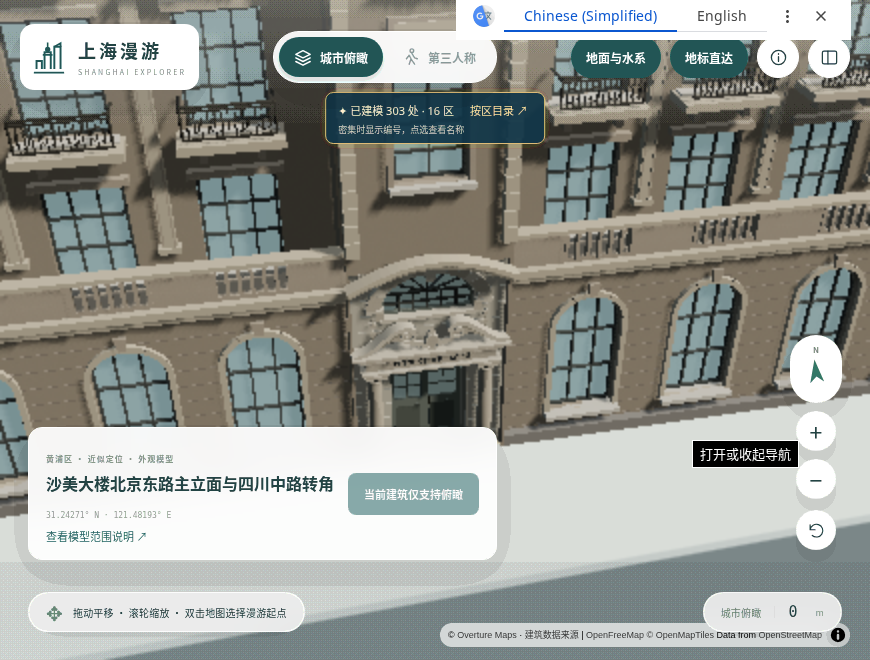 Chinese (Simplified)
English
上海漫游
SHANGHAI EXPLORER
城市俯瞰
第三人称
地面与水系
地标直达
✦ 已建模 303 处 · 16 区 按区目录 ↗
密集时显示编号，点选查看名称
N
打开或收起导航
黄浦区 · 近似定位 · 外观模型
沙美大楼北京东路主立面与四川中路转角
当前建筑仅支持俯瞰
31.24271° N · 121.48193° E
查看模型范围说明 ↗
拖动平移 · 滚轮缩放 · 双击地图选择漫游起点
城市俯瞰 0 m
© Overture Maps · 建筑数据来源 | OpenFreeMap © OpenMapTiles Data from OpenStreetMap